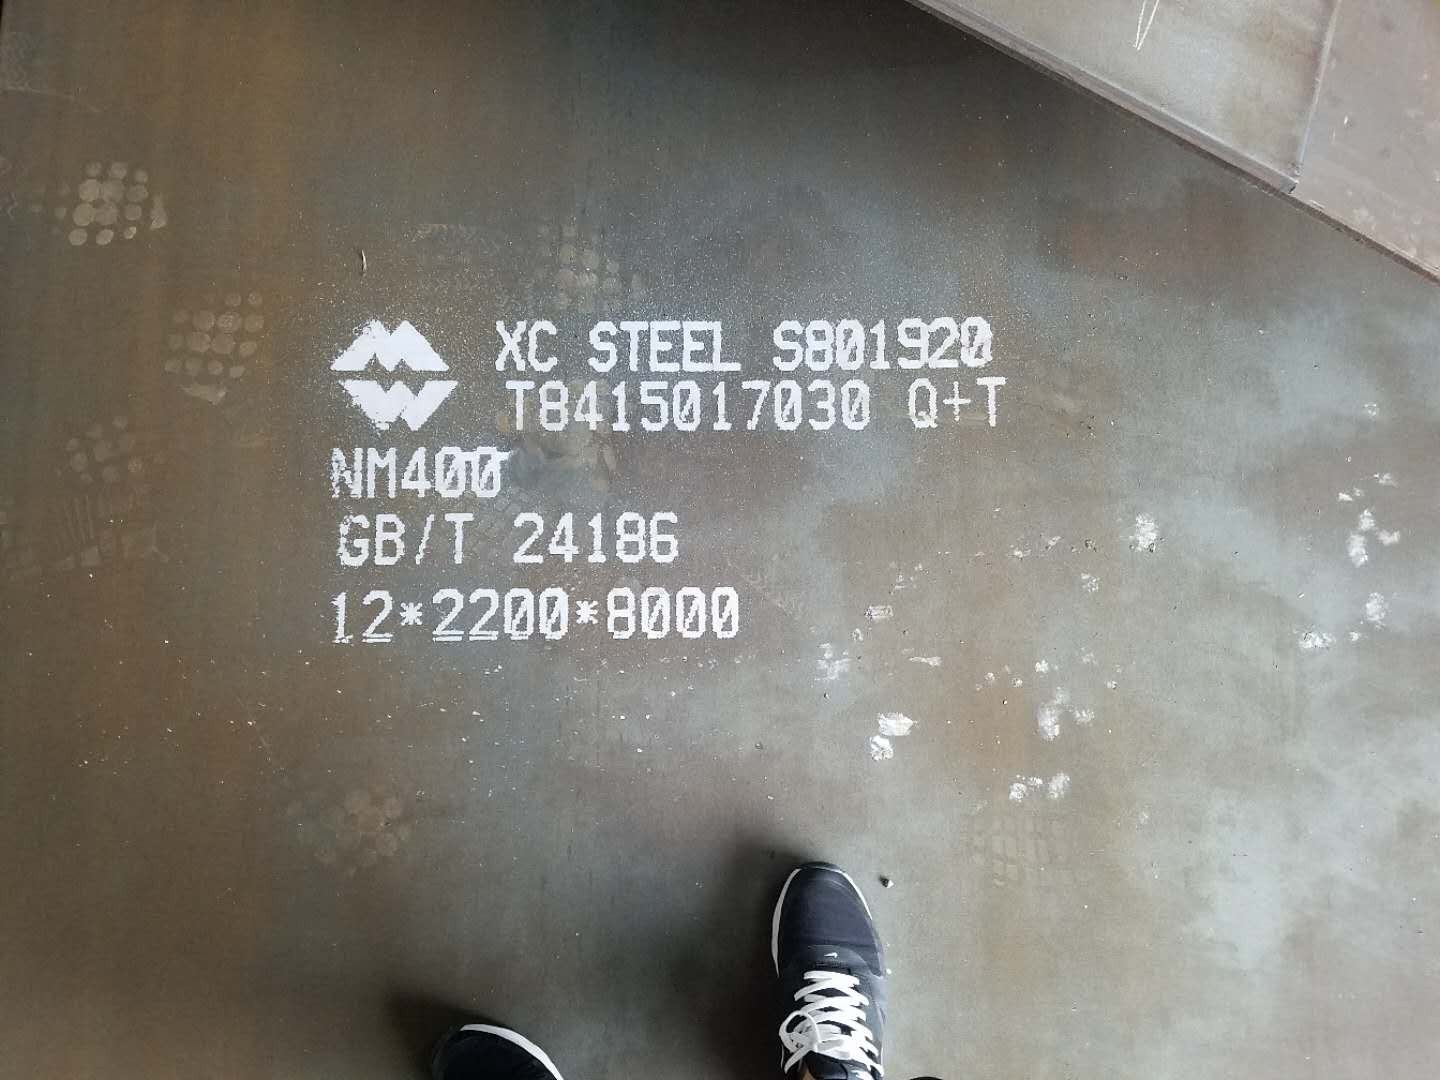 XC STEEL S801920
T8415017030 Q+T
NM400
GB/T 24186
12*2200*8000